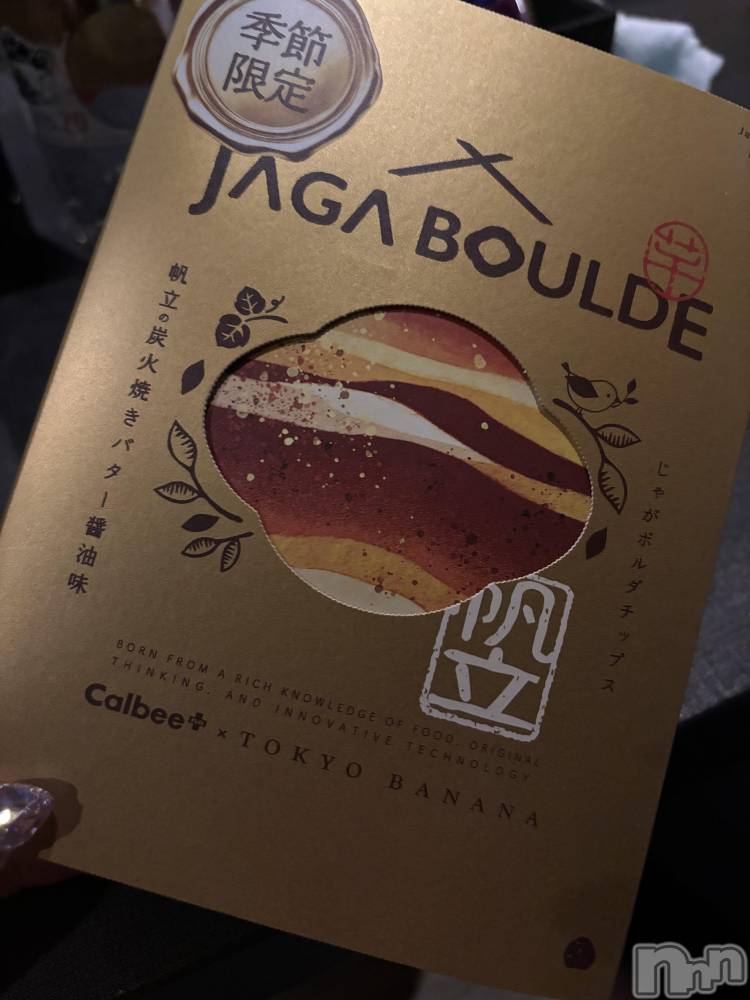 季節
限定
JAGA BOULDE
帆立の炭火焼きバター醤油味
じゃがボルダチップス
帆立
BORN FROM A RICH KNOWLEDGE OF FOOD, ORIGINAL
THINKING, AND INNOVATIVE TECHNOLOGY
Calbee+ × TOKYO BANANA
nnn